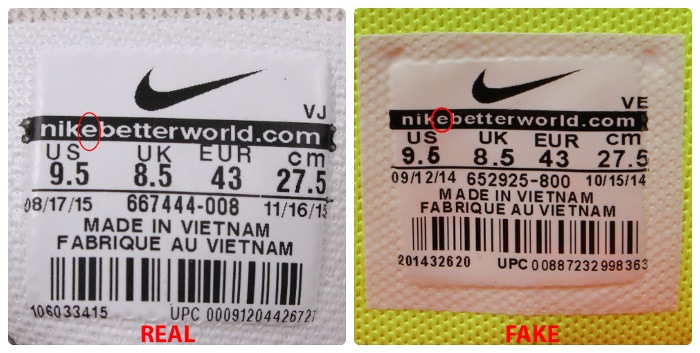 VJ
nikebetterworld.com
US UK EUR cm
9.5 8.5 43 27.5
08/17/15 667444-008 11/16/15
MADE IN VIETNAM
FABRIQUE AU VIETNAM
106033415 UPC 00091204426727
REAL
VE
nikebetterworld.com
US UK EUR cm
9.5 8.5 43 27.5
09/12/14 652925-800 10/15/14
MADE IN VIETNAM
FABRIQUE AU VIETNAM
201432620 UPC 00887232998363
FAKE